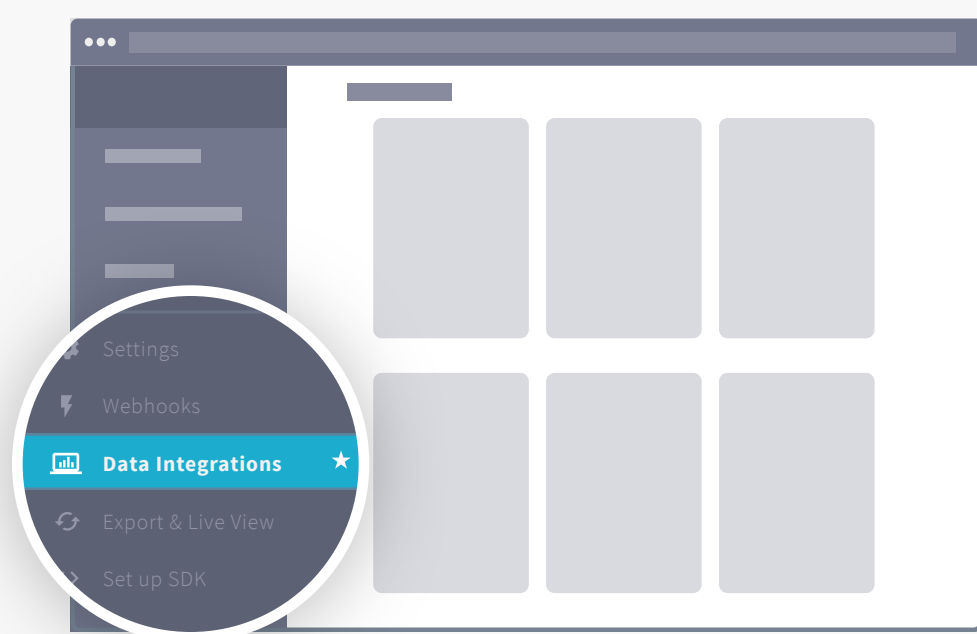 Settings
Webhooks
Data Integrations
Export & Live View
Set up SDK